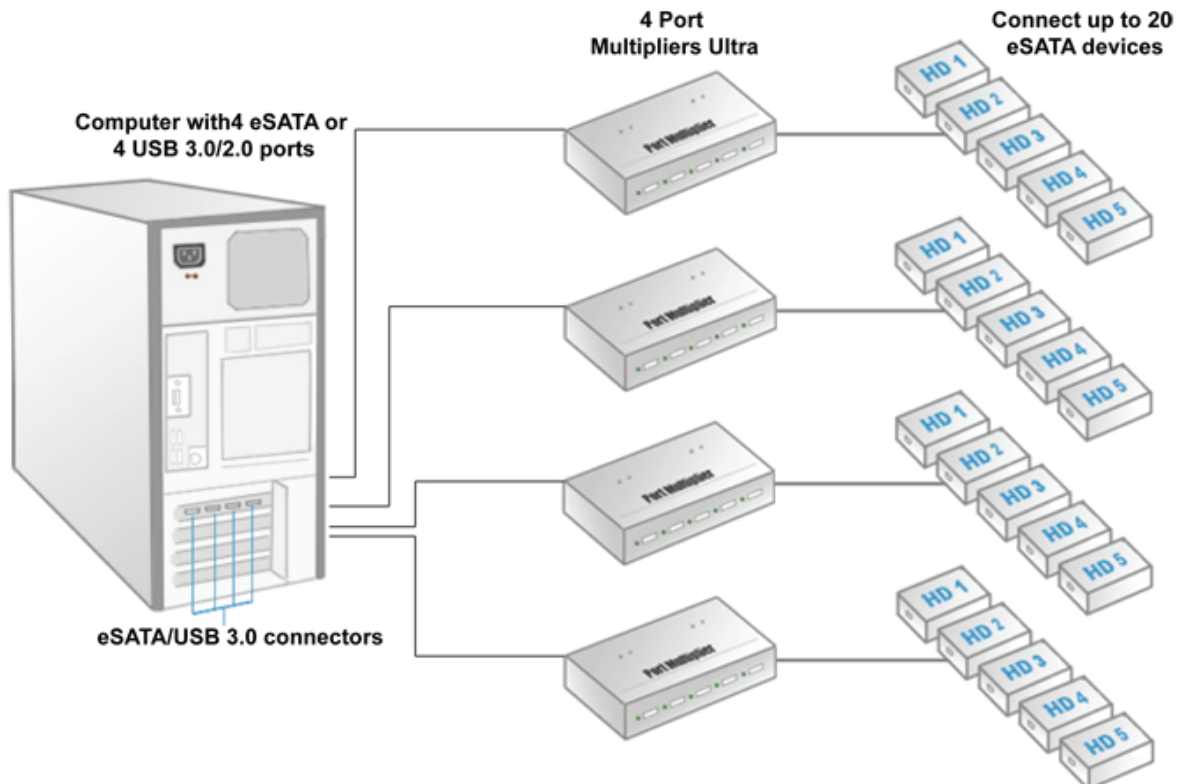 4 Port
Multipliers Ultra
Connect up to 20
eSATA devices
Computer with4 eSATA or
4 USB 3.0/2.0 ports
eSATA/USB 3.0 connectors
Port Multiplier
HD 1
HD 2
HD 3
HD 4
HD 5
Port Multiplier
HD 1
HD 2
HD 3
HD 4
HD 5
Port Multiplier
HD 1
HD 2
HD 3
HD 4
HD 5
Port Multiplier
HD 1
HD 2
HD 3
HD 4
HD 5